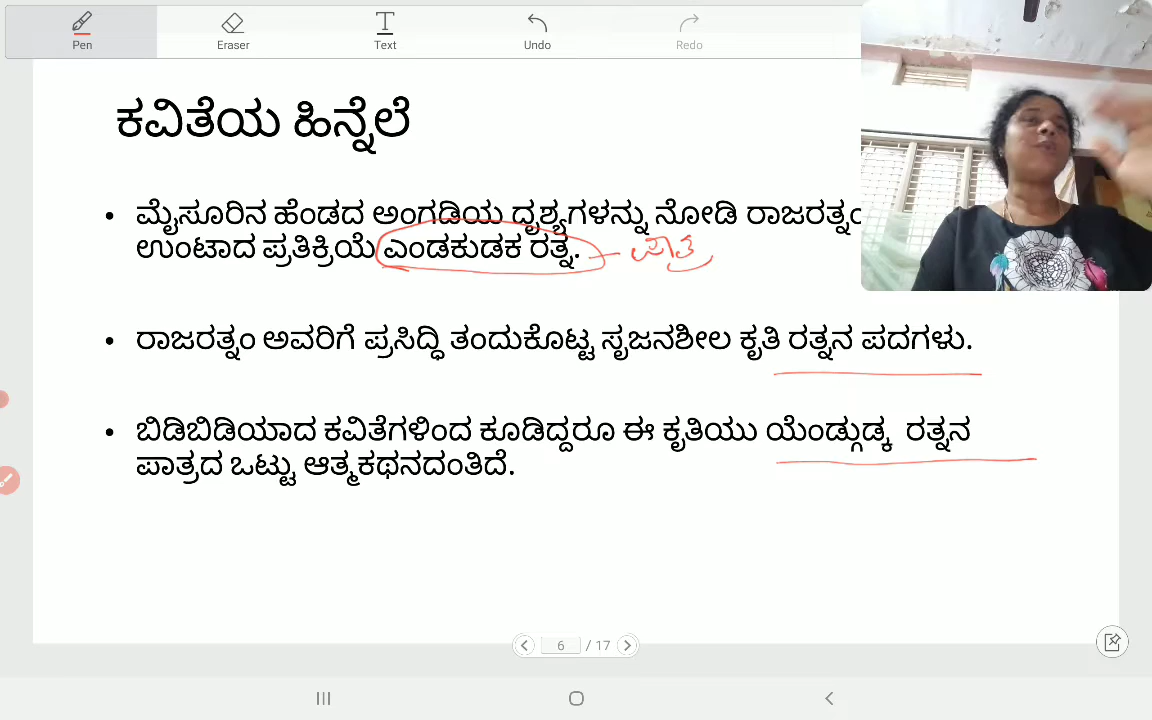 Pen Eraser Text Undo Redo
ಕವಿತೆಯ ಹಿನ್ನೆಲೆ
• ಮೈಸೂರಿನ ಹೆಂಡದ ಅಂಗಡಿಯ ದೃಶ್ಯಗಳನ್ನು ನೋಡಿ ರಾಜರತ್ನಂ
ಉಂಟಾದ ಪ್ರತಿಕ್ರಿಯೆ ಎಂಡಕುಡಕ ರತ್ನ. – ಪಾತ್ರ
• ರಾಜರತ್ನಂ ಅವರಿಗೆ ಪ್ರಸಿದ್ಧಿ ತಂದುಕೊಟ್ಟ ಸೃಜನಶೀಲ ಕೃತಿ ರತ್ನನ ಪದಗಳು.
• ಬಿಡಿಬಿಡಿಯಾದ ಕವಿತೆಗಳಿಂದ ಕೂಡಿದ್ದರೂ ಈ ಕೃತಿಯು ಯೆಂಡ್ಗುಡ್ಕ ರತ್ನನ
ಪಾತ್ರದ ಒಟ್ಟು ಆತ್ಮಕಥನದಂತಿದೆ.
6 / 17